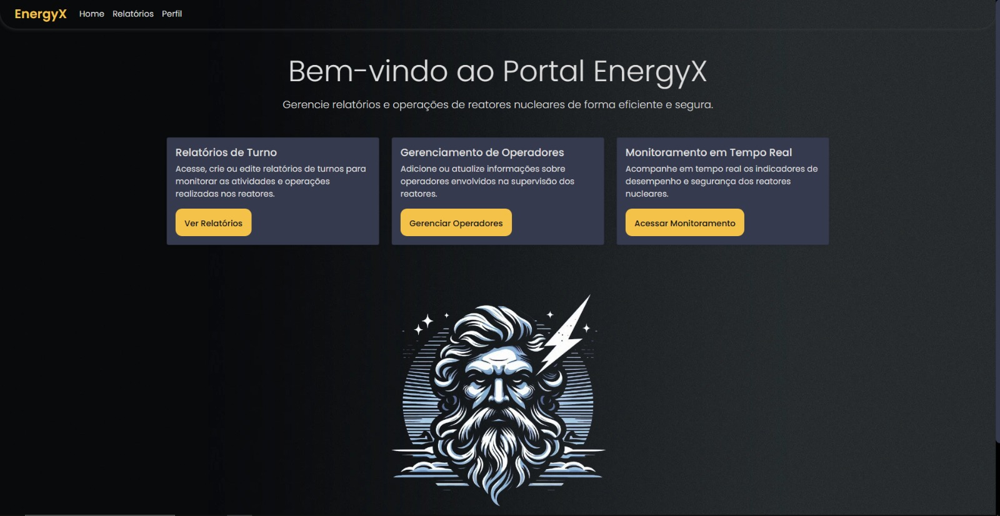 EnergyX Home Relatórios Perfil
Bem-vindo ao Portal EnergyX
Gerencie relatórios e operações de reatores nucleares de forma eficiente e segura.
Relatórios de Turno
Acesse, crie ou edite relatórios de turnos para
monitorar as atividades e operações
realizadas nos reatores.
Ver Relatórios
Gerenciamento de Operadores
Adicione ou atualize informações sobre
operadores envolvidos na supervisão dos
reatores.
Gerenciar Operadores
Monitoramento em Tempo Real
Acompanhe em tempo real os indicadores de
desempenho e segurança dos reatores
nucleares.
Acessar Monitoramento